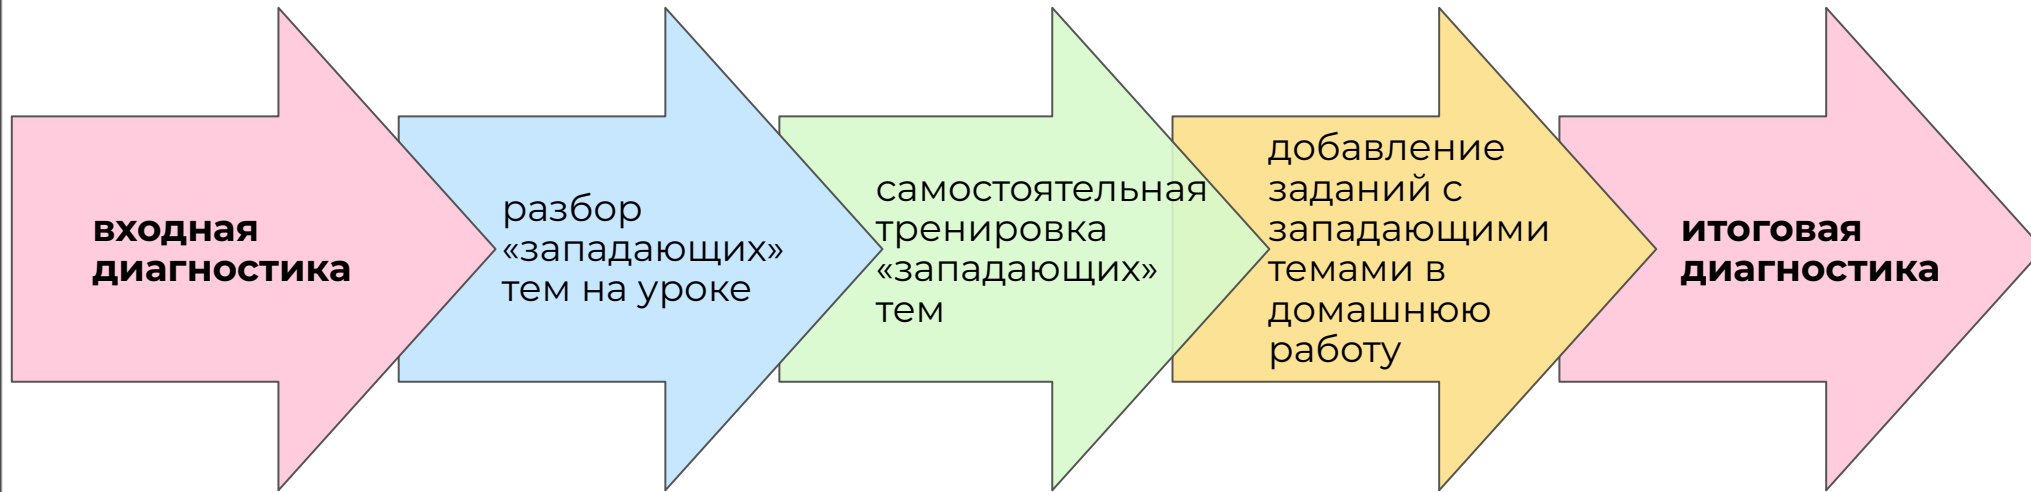 входная
диагностика
разбор
«западающих»
тем на уроке
самостоятельная
тренировка
«западающих»
тем
добавление
заданий с
западающими
темами в
домашнюю
работу
итоговая
диагностика